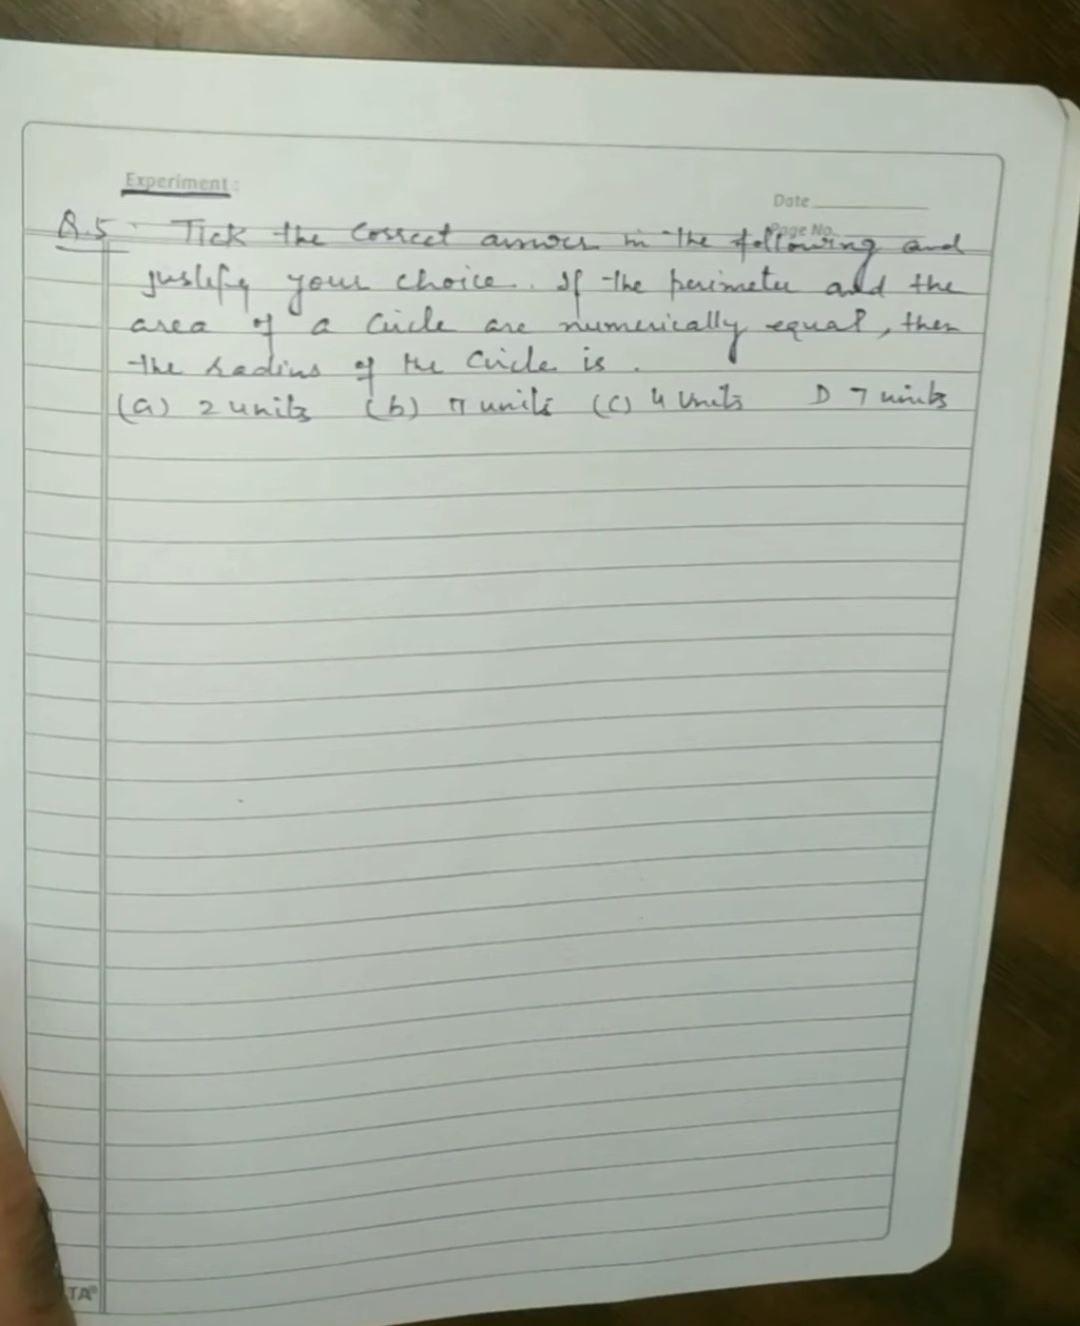 Experiment :
Date
Page No.
Q.5. Tick the correct answer in the following and
justify your choice. If the perimeter and the
area of a circle are numerically equal, then
the radius of the circle is .
(a) 2 units (b) π units (c) 4 units D 7 units
TA®